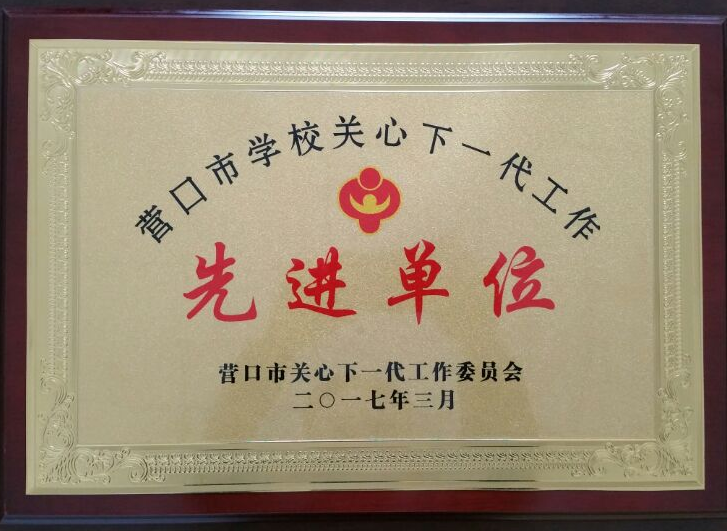 营口市学校关心下一代工作
先进单位
营口市关心下一代工作委员会
二〇一七年三月